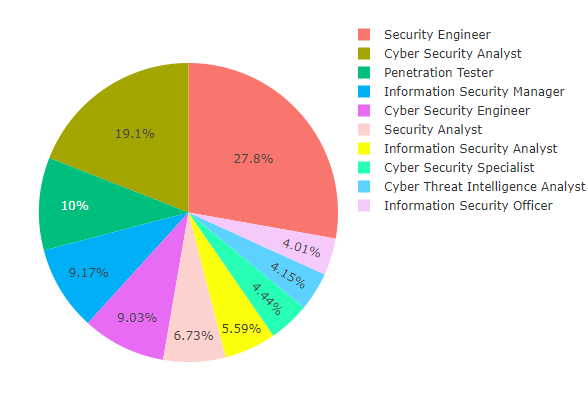 Security Engineer
Cyber Security Analyst
Penetration Tester
Information Security Manager
Cyber Security Engineer
Security Analyst
Information Security Analyst
Cyber Security Specialist
Cyber Threat Intelligence Analyst
Information Security Officer
27.8%
19.1%
10%
9.17%
9.03%
6.73%
5.59%
4.44%
4.15%
4.01%